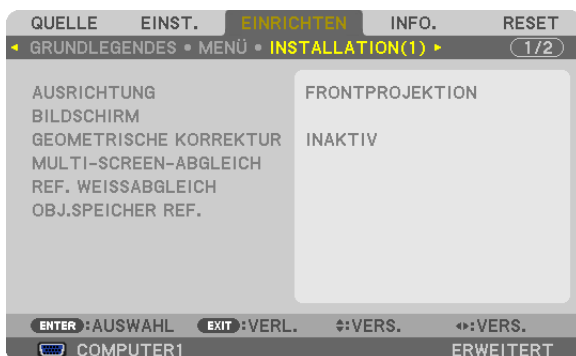 QUELLE EINST. EINRICHTEN INFO. RESET
◂ GRUNDLEGENDES • MENÜ • INSTALLATION(1) ▸ 1/2
AUSRICHTUNG FRONTPROJEKTION
BILDSCHIRM
GEOMETRISCHE KORREKTUR INAKTIV
MULTI-SCREEN-ABGLEICH
REF. WEISSABGLEICH
OBJ.SPEICHER REF.
ENTER :AUSWAHL EXIT :VERL. :VERS. :VERS.
COMPUTER1 ERWEITERT